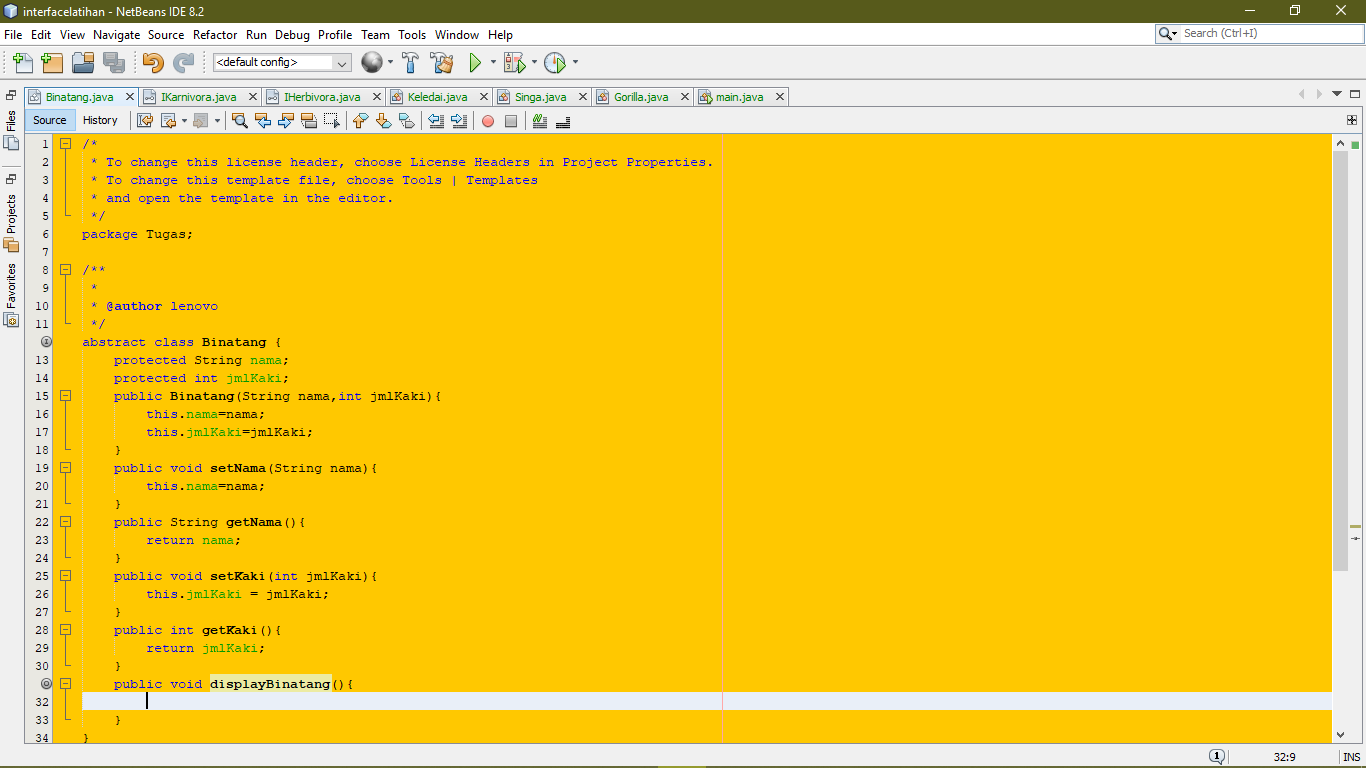 interfacelatihan - NetBeans IDE 8.2
File Edit View Navigate Source Refactor Run Debug Profile Team Tools Window Help
Search (Ctrl+I)
<default config>
Files
Projects
Favorites
Binatang.java IKarnivora.java IHerbivora.java Keledai.java Singa.java Gorilla.java main.java
Source History
1 /*
2 * To change this license header, choose License Headers in Project Properties.
3 * To change this template file, choose Tools | Templates
4 * and open the template in the editor.
5 */
6 package Tugas;
7
8 /**
9 *
10 * @author lenovo
11 */
abstract class Binatang {
13 protected String nama;
14 protected int jmlKaki;
15 public Binatang(String nama,int jmlKaki){
16 this.nama=nama;
17 this.jmlKaki=jmlKaki;
18 }
19 public void setNama(String nama){
20 this.nama=nama;
21 }
22 public String getNama(){
23 return nama;
24 }
25 public void setKaki(int jmlKaki){
26 this.jmlKaki = jmlKaki;
27 }
28 public int getKaki(){
29 return jmlKaki;
30 }
public void displayBinatang(){
32
33 }
34 }
1 32:9 INS